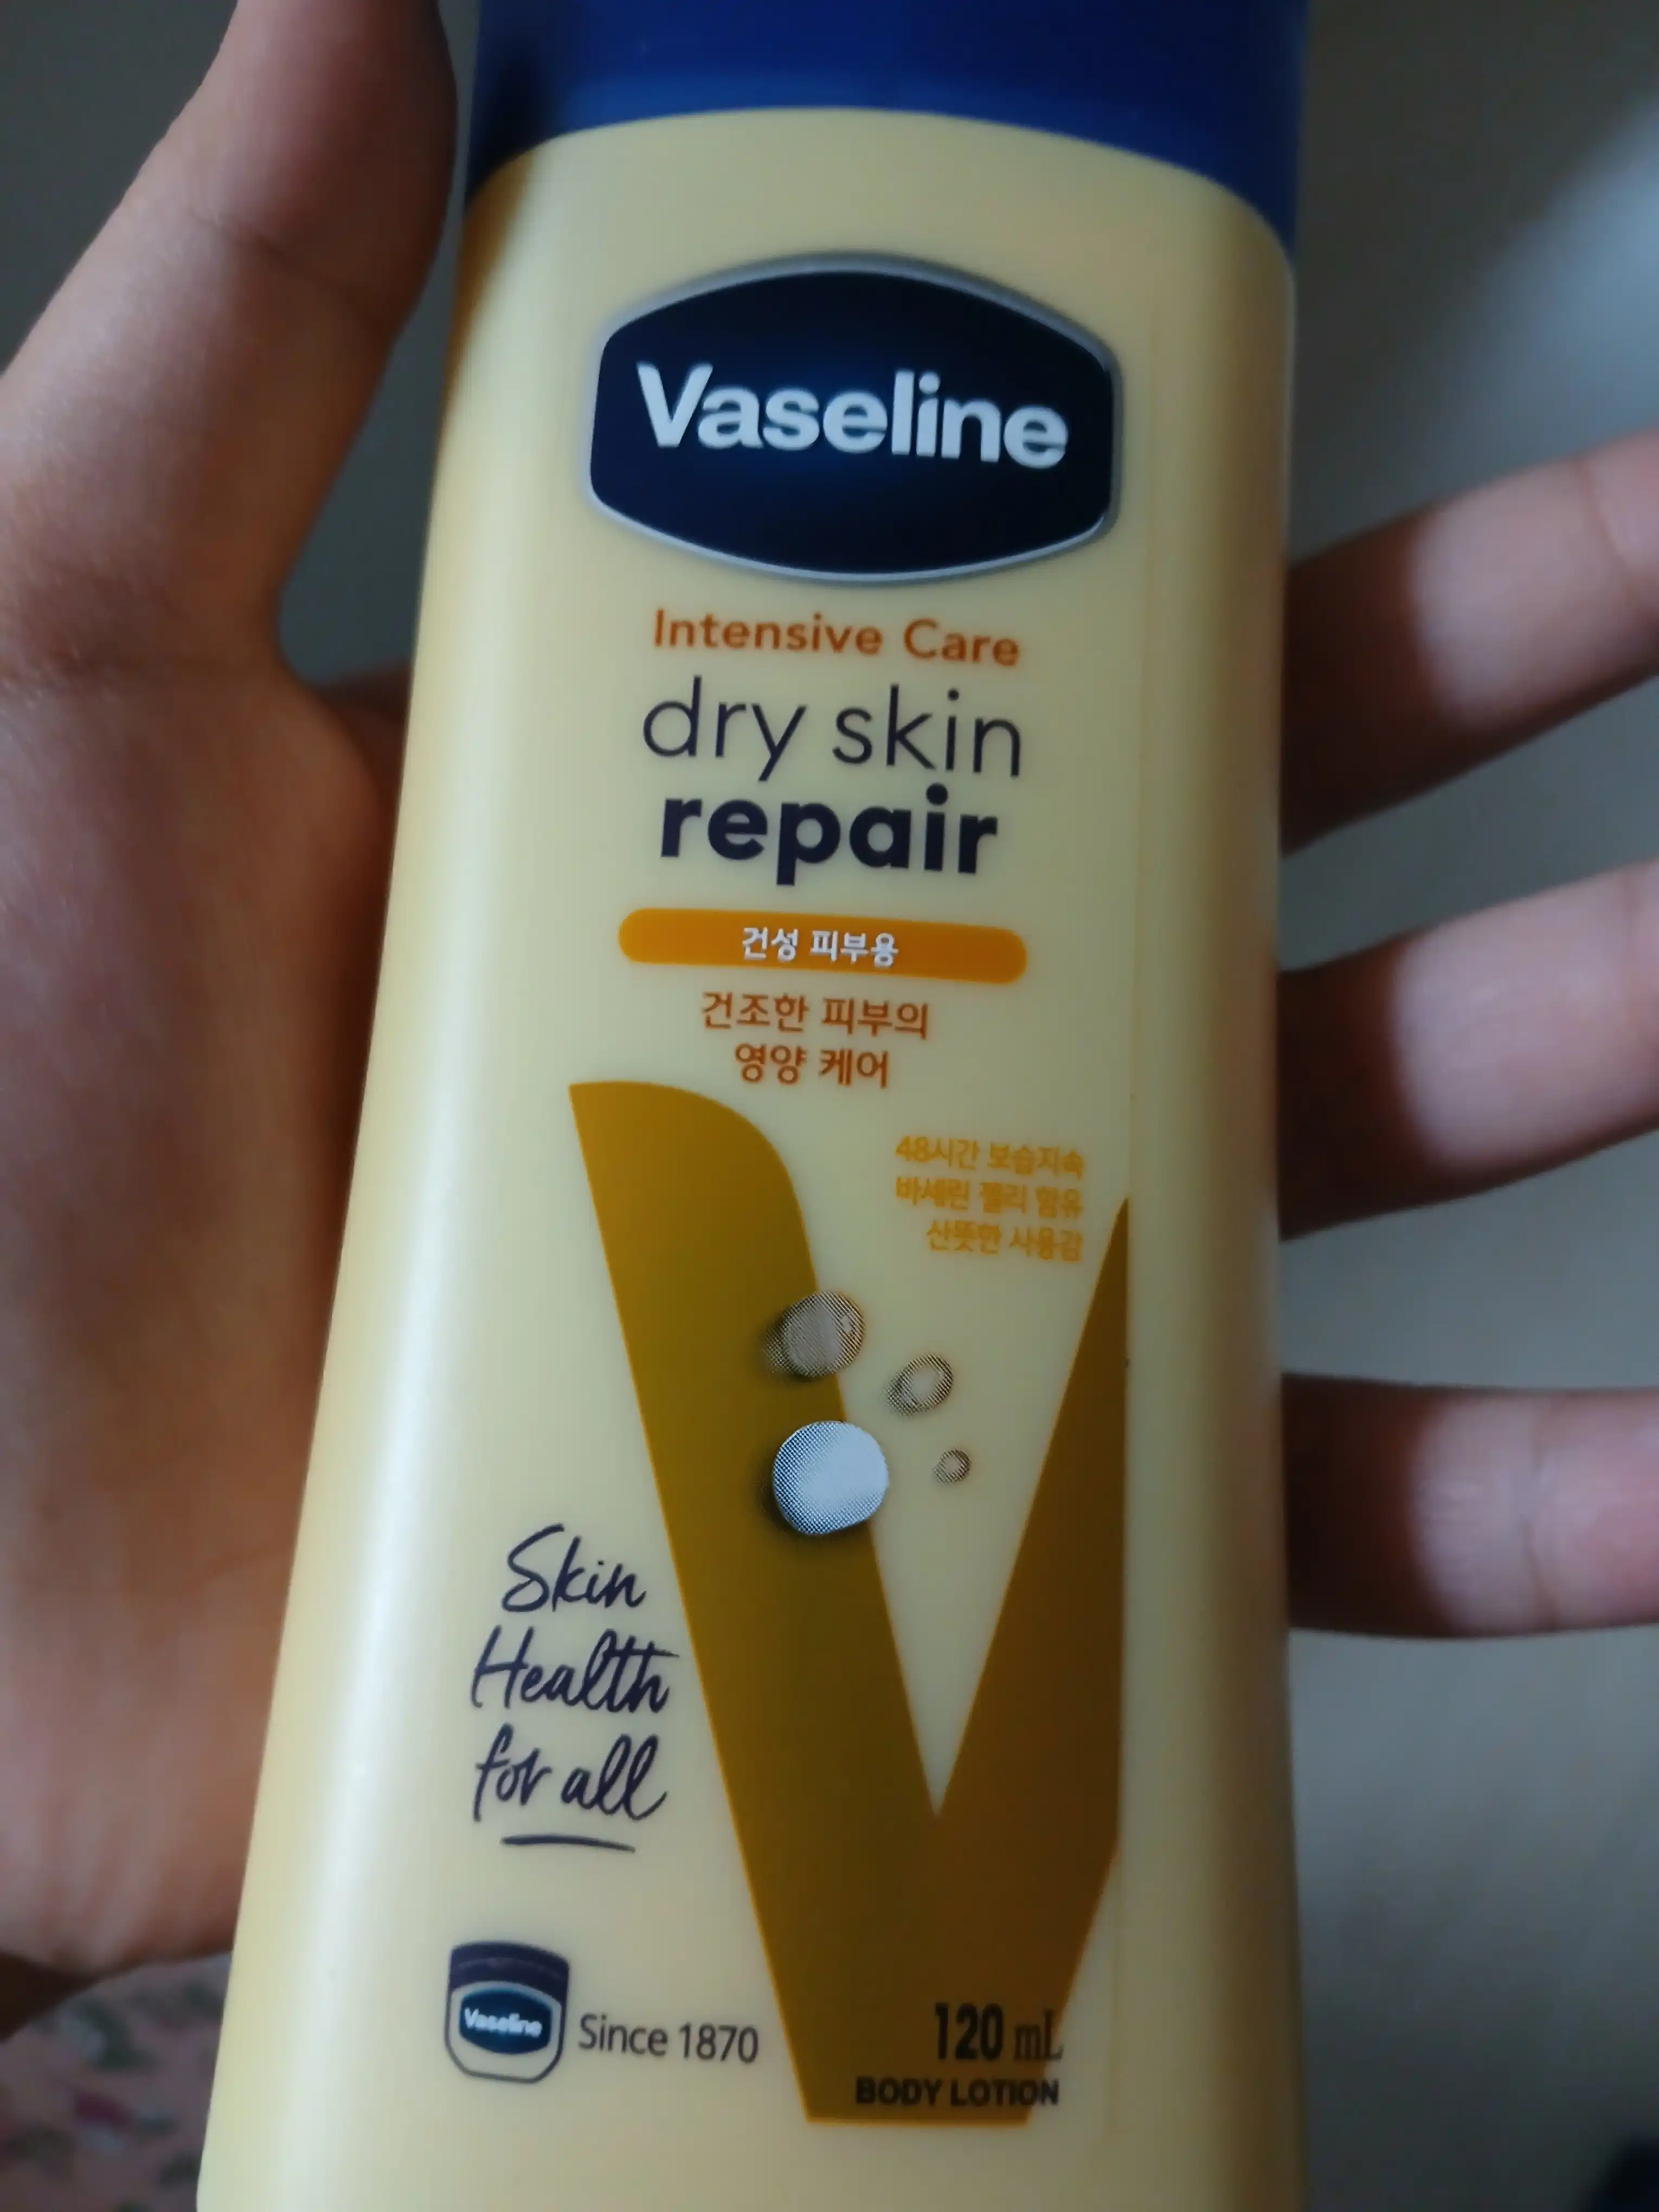 Vaseline
Intensive Care
dry skin
repair
건성 피부용
건조한 피부의
영양 케어
48시간 보습지속
바세린 젤리 함유
산뜻한 사용감
Skin
Health
for all
Vaseline
Since 1870
120 mL
BODY LOTION